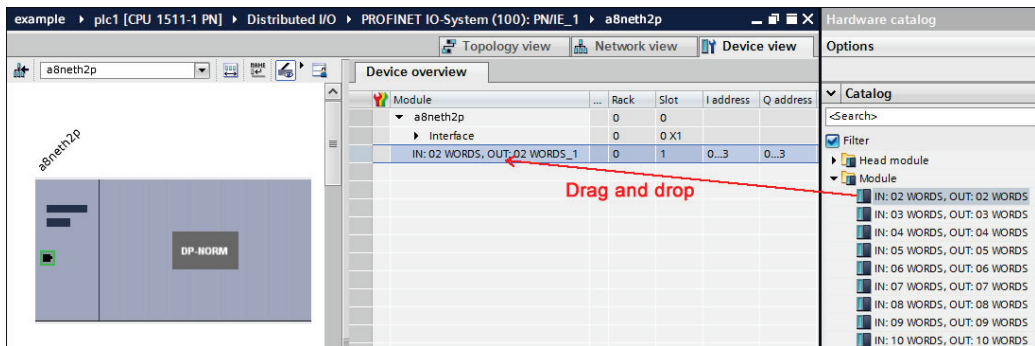 example ▸ plc1 [CPU 1511-1 PN] ▸ Distributed I/O ▸ PROFINET IO-System (100): PN/IE_1 ▸ a8neth2p
Hardware catalog
Topology view Network view Device view
Options
a8neth2p
Device overview
Module ... Rack Slot I address Q address
a8neth2p 0 0
Interface 0 0 X1
IN: 02 WORDS, OUT: 02 WORDS_1 0 1 0...3 0...3
Drag and drop
a8neth2p
DP-NORM
Catalog
<Search>
Filter
Head module
Module
IN: 02 WORDS, OUT: 02 WORDS
IN: 03 WORDS, OUT: 03 WORDS
IN: 04 WORDS, OUT: 04 WORDS
IN: 05 WORDS, OUT: 05 WORDS
IN: 06 WORDS, OUT: 06 WORDS
IN: 07 WORDS, OUT: 07 WORDS
IN: 08 WORDS, OUT: 08 WORDS
IN: 09 WORDS, OUT: 09 WORDS
IN: 10 WORDS, OUT: 10 WORDS